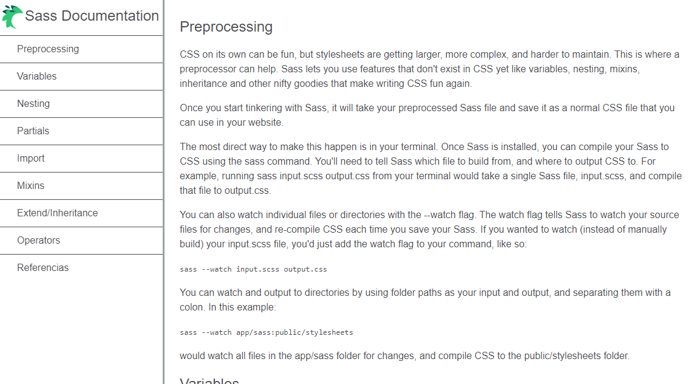 Sass Documentation
Preprocessing
Variables
Nesting
Partials
Import
Mixins
Extend/Inheritance
Operators
Referencias
Preprocessing
CSS on its own can be fun, but stylesheets are getting larger, more complex, and harder to maintain. This is where a
preprocessor can help. Sass lets you use features that don't exist in CSS yet like variables, nesting, mixins,
inheritance and other nifty goodies that make writing CSS fun again.
Once you start tinkering with Sass, it will take your preprocessed Sass file and save it as a normal CSS file that you
can use in your website.
The most direct way to make this happen is in your terminal. Once Sass is installed, you can compile your Sass to
CSS using the sass command. You'll need to tell Sass which file to build from, and where to output CSS to. For
example, running sass input.scss output.css from your terminal would take a single Sass file, input.scss, and compile
that file to output.css.
You can also watch individual files or directories with the --watch flag. The watch flag tells Sass to watch your source
files for changes, and re-compile CSS each time you save your Sass. If you wanted to watch (instead of manually
build) your input.scss file, you'd just add the watch flag to your command, like so:
sass --watch input.scss output.css
You can watch and output to directories by using folder paths as your input and output, and separating them with a
colon. In this example:
sass --watch app/sass:public/stylesheets
would watch all files in the app/sass folder for changes, and compile CSS to the public/stylesheets folder.
Variables